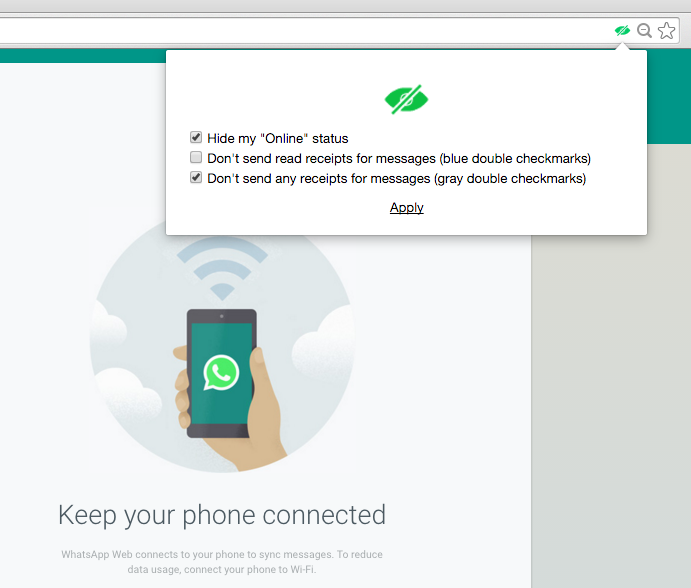 Hide my "Online" status
Don't send read receipts for messages (blue double checkmarks)
Don't send any receipts for messages (gray double checkmarks)
Apply
Keep your phone connected
WhatsApp Web connects to your phone to sync messages. To reduce
data usage, connect your phone to Wi-Fi.